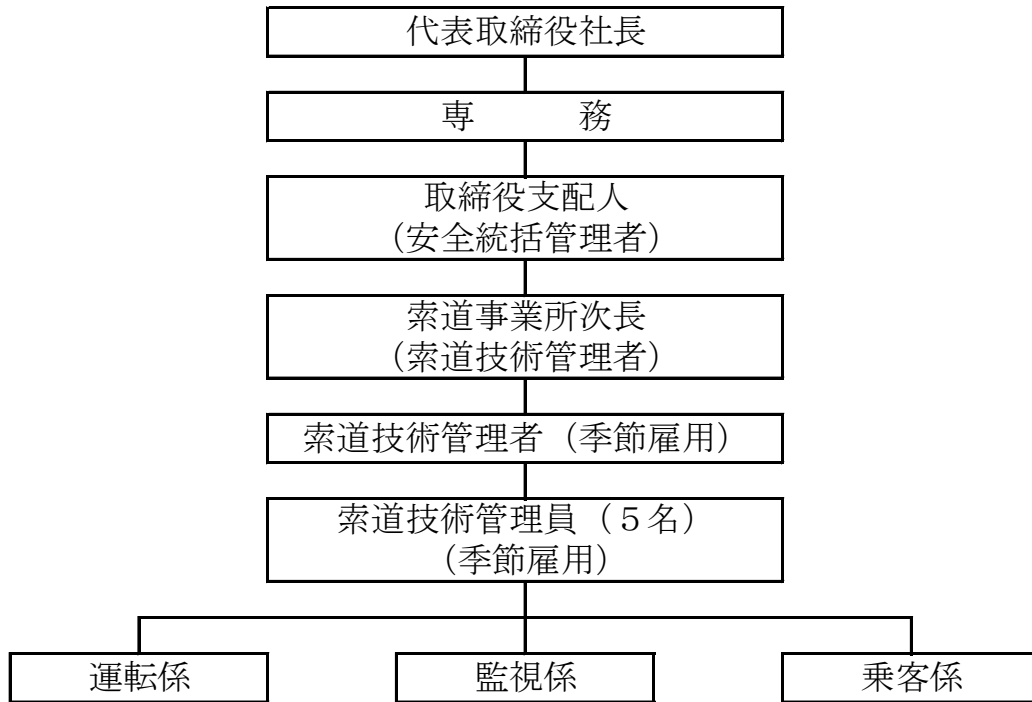 代表取締役社長
専　　　務
取締役支配人
（安全統括管理者）
索道事業所次長
（索道技術管理者）
索道技術管理者（季節雇用）
索道技術管理員（５名）
（季節雇用）
運転係
監視係
乗客係